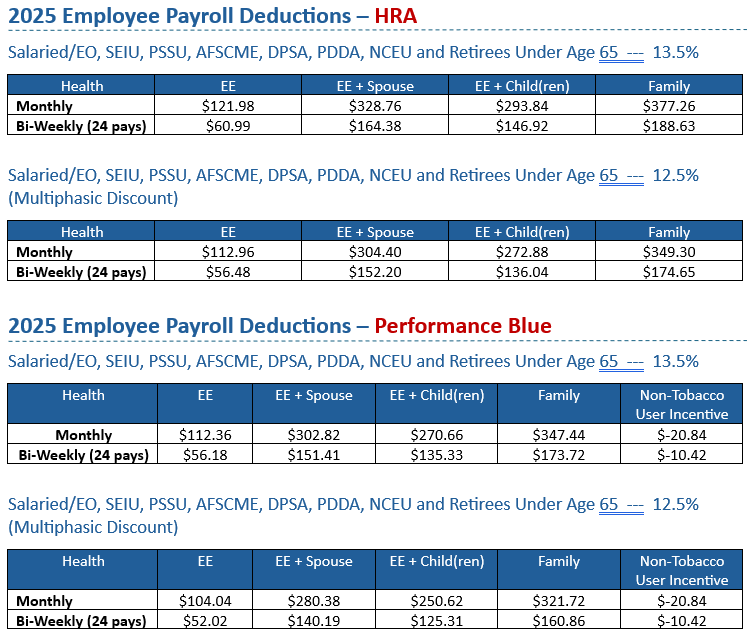 2025 Employee Payroll Deductions – HRA
Salaried/EO, SEIU, PSSU, AFSCME, DPSA, PDDA, NCEU and Retirees Under Age 65 --- 13.5%
Health EE EE + Spouse EE + Child(ren) Family
Monthly $121.98 $328.76 $293.84 $377.26
Bi-Weekly (24 pays) $60.99 $164.38 $146.92 $188.63
Salaried/EO, SEIU, PSSU, AFSCME, DPSA, PDDA, NCEU and Retirees Under Age 65 --- 12.5%
(Multiphasic Discount)
Health EE EE + Spouse EE + Child(ren) Family
Monthly $112.96 $304.40 $272.88 $349.30
Bi-Weekly (24 pays) $56.48 $152.20 $136.04 $174.65
2025 Employee Payroll Deductions – Performance Blue
Salaried/EO, SEIU, PSSU, AFSCME, DPSA, PDDA, NCEU and Retirees Under Age 65 --- 13.5%
Health EE EE + Spouse EE + Child(ren) Family Non-Tobacco
User Incentive
Monthly $112.36 $302.82 $270.66 $347.44 $-20.84
Bi-Weekly (24 pays) $56.18 $151.41 $135.33 $173.72 $-10.42
Salaried/EO, SEIU, PSSU, AFSCME, DPSA, PDDA, NCEU and Retirees Under Age 65 --- 12.5%
(Multiphasic Discount)
Health EE EE + Spouse EE + Child(ren) Family Non-Tobacco
User Incentive
Monthly $104.04 $280.38 $250.62 $321.72 $-20.84
Bi-Weekly (24 pays) $52.02 $140.19 $125.31 $160.86 $-10.42